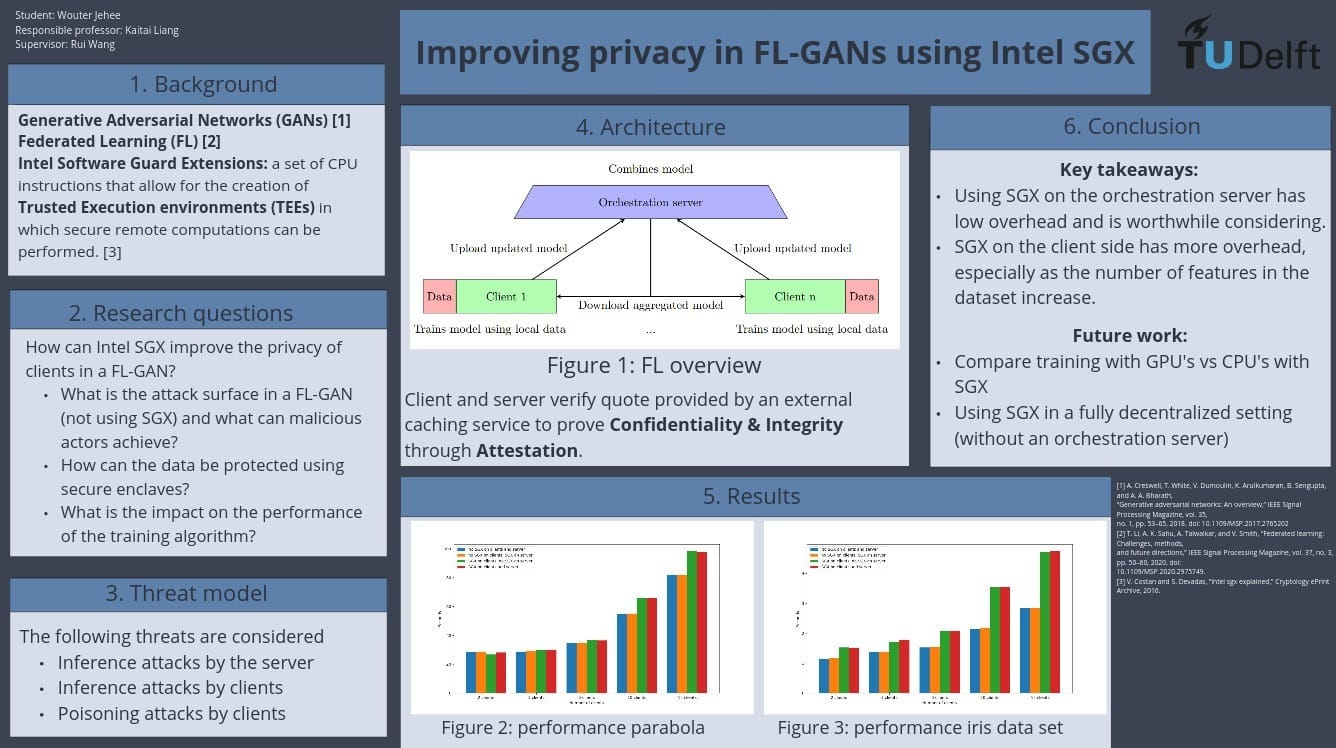 Student: Wouter Jehee
Responsible professor: Kaitai Liang
Supervisor: Rui Wang
Improving privacy in FL-GANs using Intel SGX
TU Delft
1. Background
Generative Adversarial Networks (GANs) [1]
Federated Learning (FL) [2]
Intel Software Guard Extensions: a set of CPU
instructions that allow for the creation of
Trusted Execution environments (TEEs) in
which secure remote computations can be
performed. [3]
2. Research questions
How can Intel SGX improve the privacy of
clients in a FL-GAN?
• What is the attack surface in a FL-GAN
(not using SGX) and what can malicious
actors achieve?
• How can the data be protected using
secure enclaves?
• What is the impact on the performance
of the training algorithm?
3. Threat model
The following threats are considered
• Inference attacks by the server
• Inference attacks by clients
• Poisoning attacks by clients
4. Architecture
Combines model
Orchestration server
Upload updated model
Upload updated model
Data
Client 1
Client n
Data
Download aggregated model
Trains model using local data
...
Trains model using local data
Figure 1: FL overview
Client and server verify quote provided by an external
caching service to prove Confidentiality & Integrity
through Attestation.
5. Results
2 clients
10 clients
Number of clients
Figure 2: performance parabola
2 clients
10 clients
Number of clients
Figure 3: performance iris data set
6. Conclusion
Key takeaways:
• Using SGX on the orchestration server has
low overhead and is worthwhile considering.
• SGX on the client side has more overhead,
especially as the number of features in the
dataset increase.
Future work:
• Compare training with GPU's vs CPU's with
SGX
• Using SGX in a fully decentralized setting
(without an orchestration server)
[1] A. Creswell, T. White, V. Dumoulin, K. Arulkumaran, B. Sengupta,
and A. A. Bharath,
"Generative adversarial networks: An overview," IEEE Signal
Processing Magazine, vol. 35,
no. 1, pp. 53–65, 2018. doi: 10.1109/MSP.2017.2765202
[2] T. Li, A. K. Sahu, A. Talwalkar, and V. Smith, "Federated learning:
Challenges, methods,
and future directions," IEEE Signal Processing Magazine, vol. 37, no. 3,
pp. 50–60, 2020. doi:
10.1109/MSP.2020.2975749.
[3] V. Costan and S. Devadas, "Intel sgx explained," Cryptology ePrint
Archive, 2016.